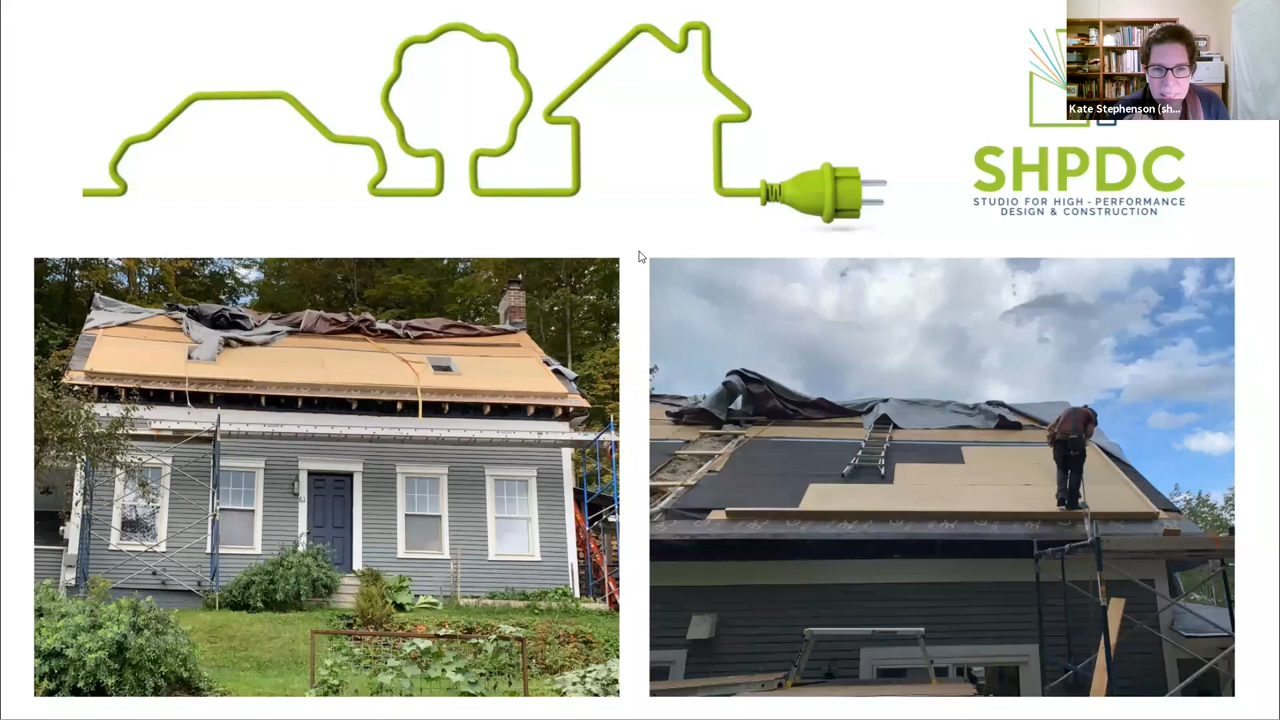 Kate Stephenson (sh...
SHPDC
STUDIO FOR HIGH - PERFORMANCE
DESIGN & CONSTRUCTION